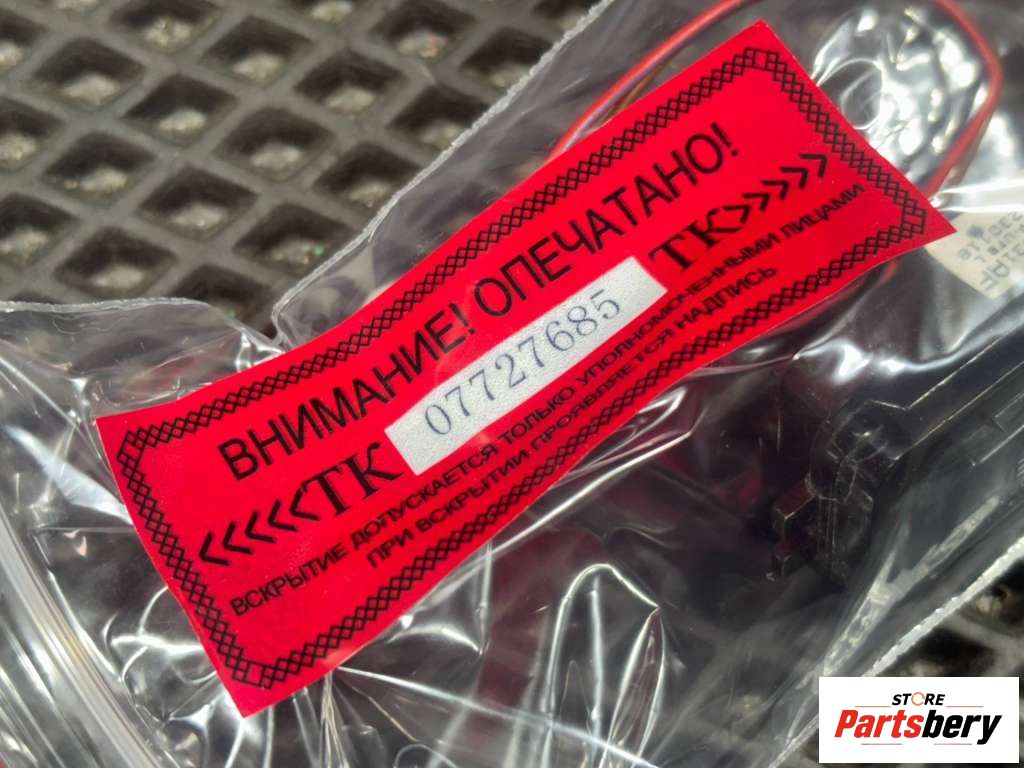 ВНИМАНИЕ! ОПЕЧАТАНО!
<<<<<ТК 07727685 ТК>>>>>
ВСКРЫТИЕ ДОПУСКАЕТСЯ ТОЛЬКО УПОЛНОМОЧЕННЫМИ ЛИЦАМИ
ПРИ ВСКРЫТИИ ПРОЯВЛЯЕТСЯ НАДПИСЬ
STORE
Partsbery